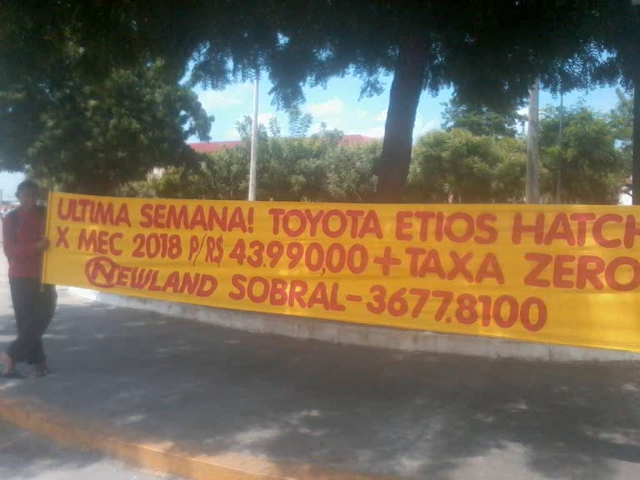 ULTIMA SEMANA! TOYOTA ETIOS HATCH
X MEC 2018 P/R$ 43.990,00 + TAXA ZERO
NEWLAND SOBRAL-3677.8100